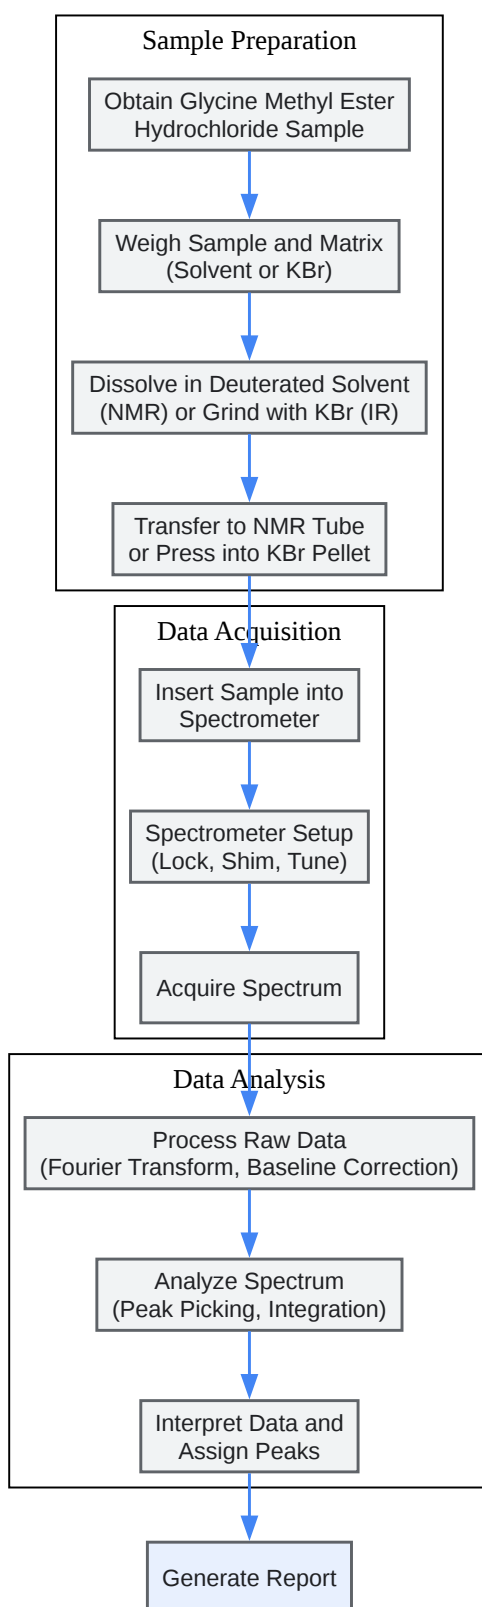 Sample Preparation
Obtain Glycine Methyl Ester
Hydrochloride Sample
Weigh Sample and Matrix
(Solvent or KBr)
Dissolve in Deuterated Solvent
(NMR) or Grind with KBr (IR)
Transfer to NMR Tube
or Press into KBr Pellet
Data Acquisition
Insert Sample into
Spectrometer
Spectrometer Setup
(Lock, Shim, Tune)
Acquire Spectrum
Data Analysis
Process Raw Data
(Fourier Transform, Baseline Correction)
Analyze Spectrum
(Peak Picking, Integration)
Interpret Data and
Assign Peaks
Generate Report